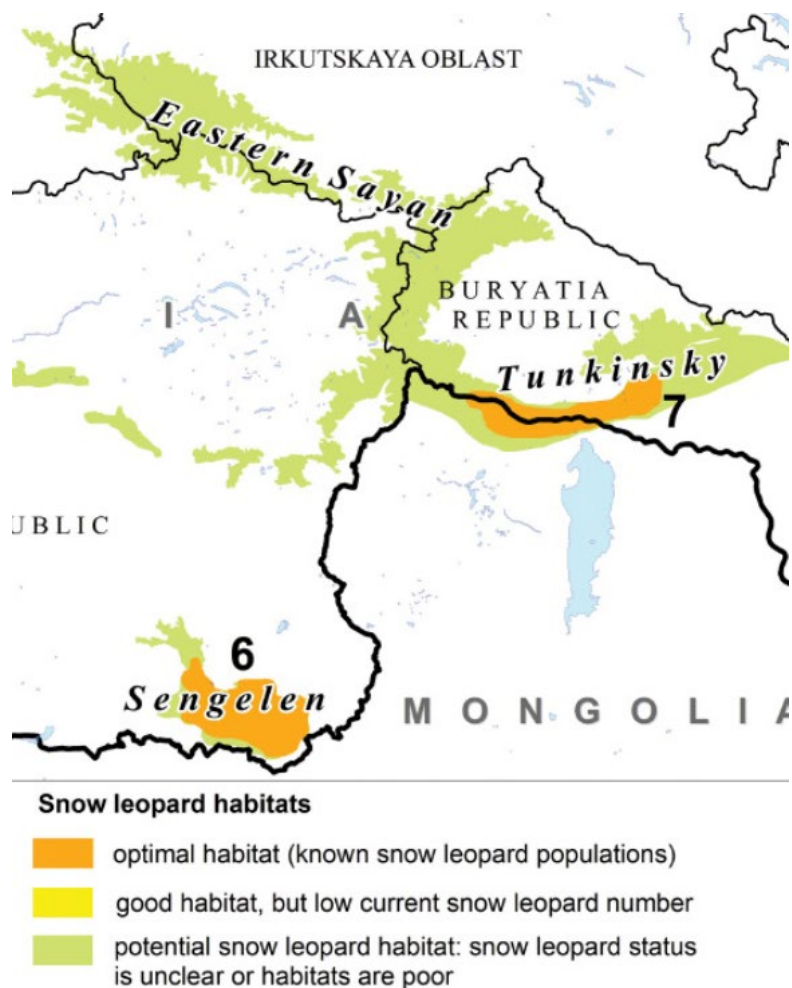 IRKUTSKAYA OBLAST
Eastern Sayan
BURYATIA
REPUBLIC
I A
Tunkinsky
7
UBLIC
6
Sengelen
MONGOLIA
Snow leopard habitats
optimal habitat (known snow leopard populations)
good habitat, but low current snow leopard number
potential snow leopard habitat: snow leopard status
is unclear or habitats are poor